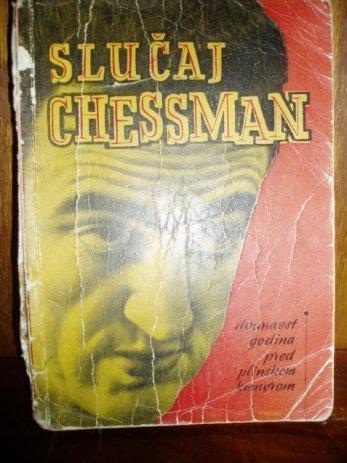 SLUČAJ
CHESSMAN
dvanaest
godina
pred
plinskom
komorom